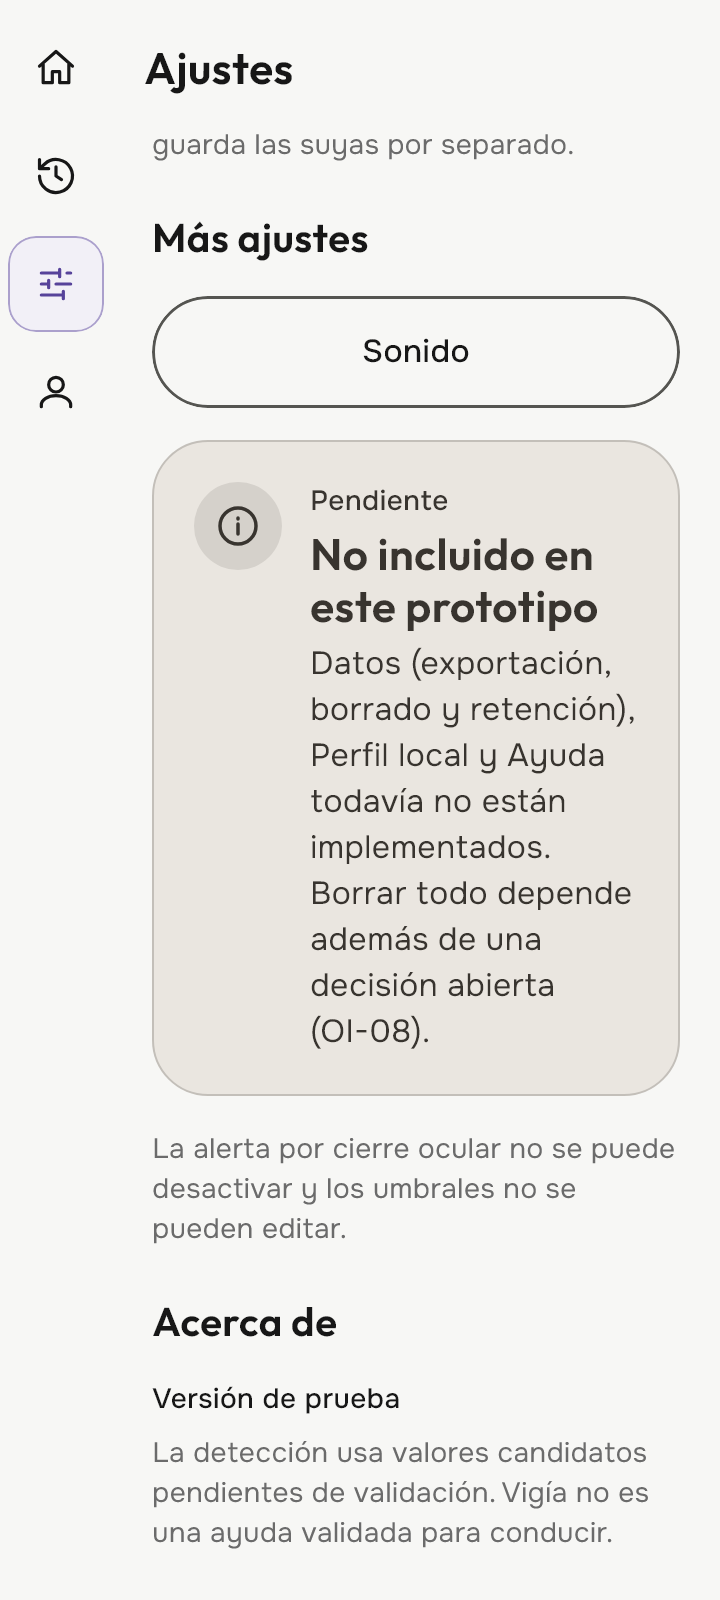 Ajustes
guarda las suyas por separado.
Más ajustes
Sonido
Pendiente
No incluido en
este prototipo
Datos (exportación,
borrado y retención),
Perfil local y Ayuda
todavía no están
implementados.
Borrar todo depende
además de una
decisión abierta
(OI-08).
La alerta por cierre ocular no se puede
desactivar y los umbrales no se
pueden editar.
Acerca de
Versión de prueba
La detección usa valores candidatos
pendientes de validación. Vigía no es
una ayuda validada para conducir.